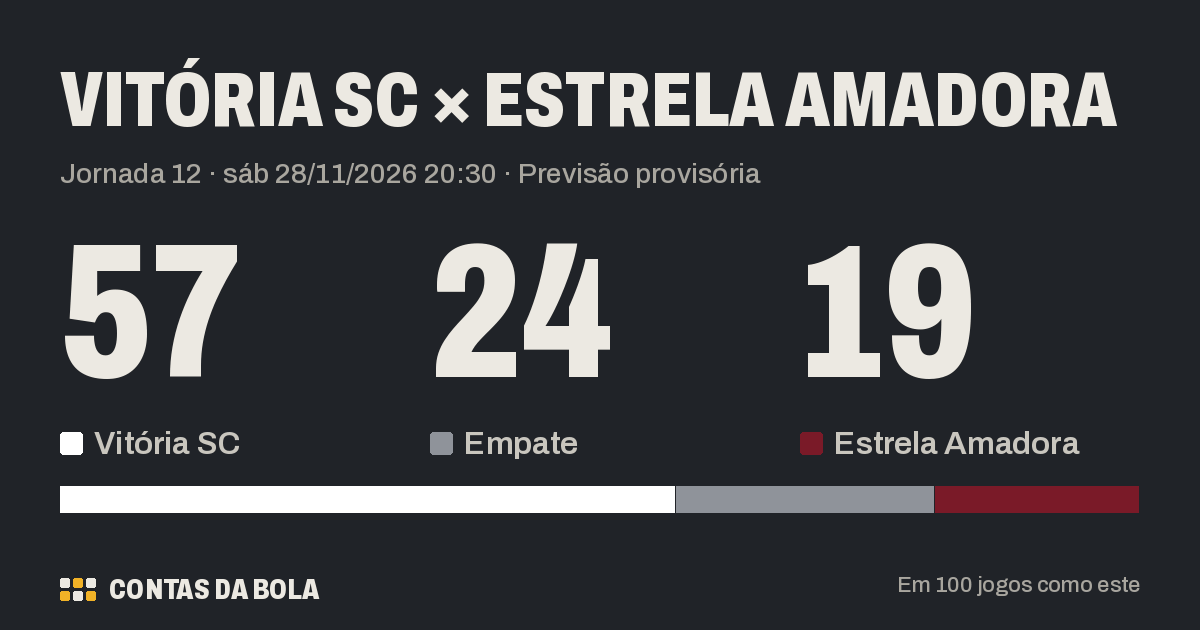 VITÓRIA SC × ESTRELA AMADORA
Jornada 12 · sáb 28/11/2026 20:30 · Previsão provisória
57 24 19
Vitória SC Empate Estrela Amadora
CONTAS DA BOLA Em 100 jogos como este